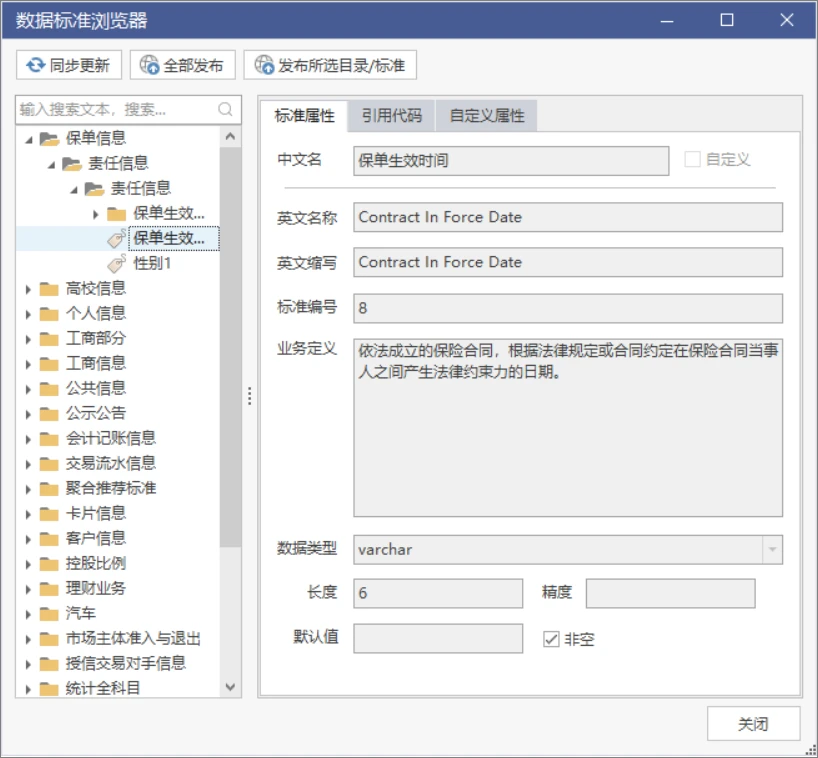 数据标准浏览器
同步更新
全部发布
发布所选目录/标准
输入搜索文本，搜索...
保单信息
责任信息
责任信息
保单生效...
保单生效...
性别1
高校信息
个人信息
工商部分
工商信息
公共信息
公示公告
会计记账信息
交易流水信息
聚合推荐标准
卡片信息
客户信息
控股比例
理财业务
汽车
市场主体准入与退出
授信交易对手信息
统计全科目
标准属性 引用代码 自定义属性
中文名 保单生效时间 自定义
英文名称 Contract In Force Date
英文缩写 Contract In Force Date
标准编号 8
业务定义 依法成立的保险合同，根据法律规定或合同约定在保险合同当事
人之间产生法律约束力的日期。
数据类型 varchar
长度 6 精度
默认值 非空
关闭